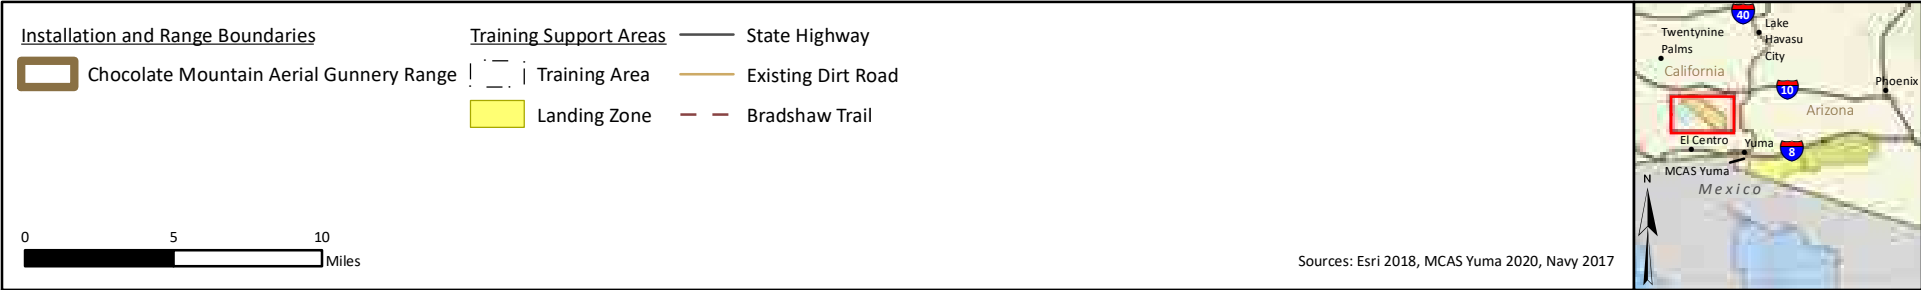 Installation and Range Boundaries
Chocolate Mountain Aerial Gunnery Range
Training Support Areas
Training Area
Landing Zone
State Highway
Existing Dirt Road
Bradshaw Trail
0 5 10
Miles
Sources: Esri 2018, MCAS Yuma 2020, Navy 2017
40
Lake
Havasu
City
Twentynine
Palms
California
Phoenix
10
Arizona
El Centro
Yuma
8
MCAS Yuma
Mexico
N